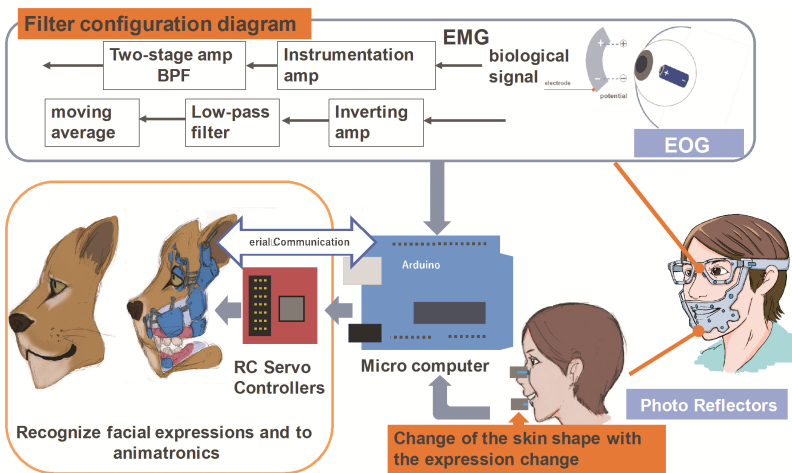 Filter configuration diagram
EMG
Two-stage amp
BPF
Instrumentation
amp
biological
signal
electrode
potential
moving
average
Low-pass
filter
Inverting
amp
EOG
erial:Communication
Arduino
RC Servo
Controllers
Micro computer
Photo Reflectors
Recognize facial expressions and to
animatronics
Change of the skin shape with
the expression change